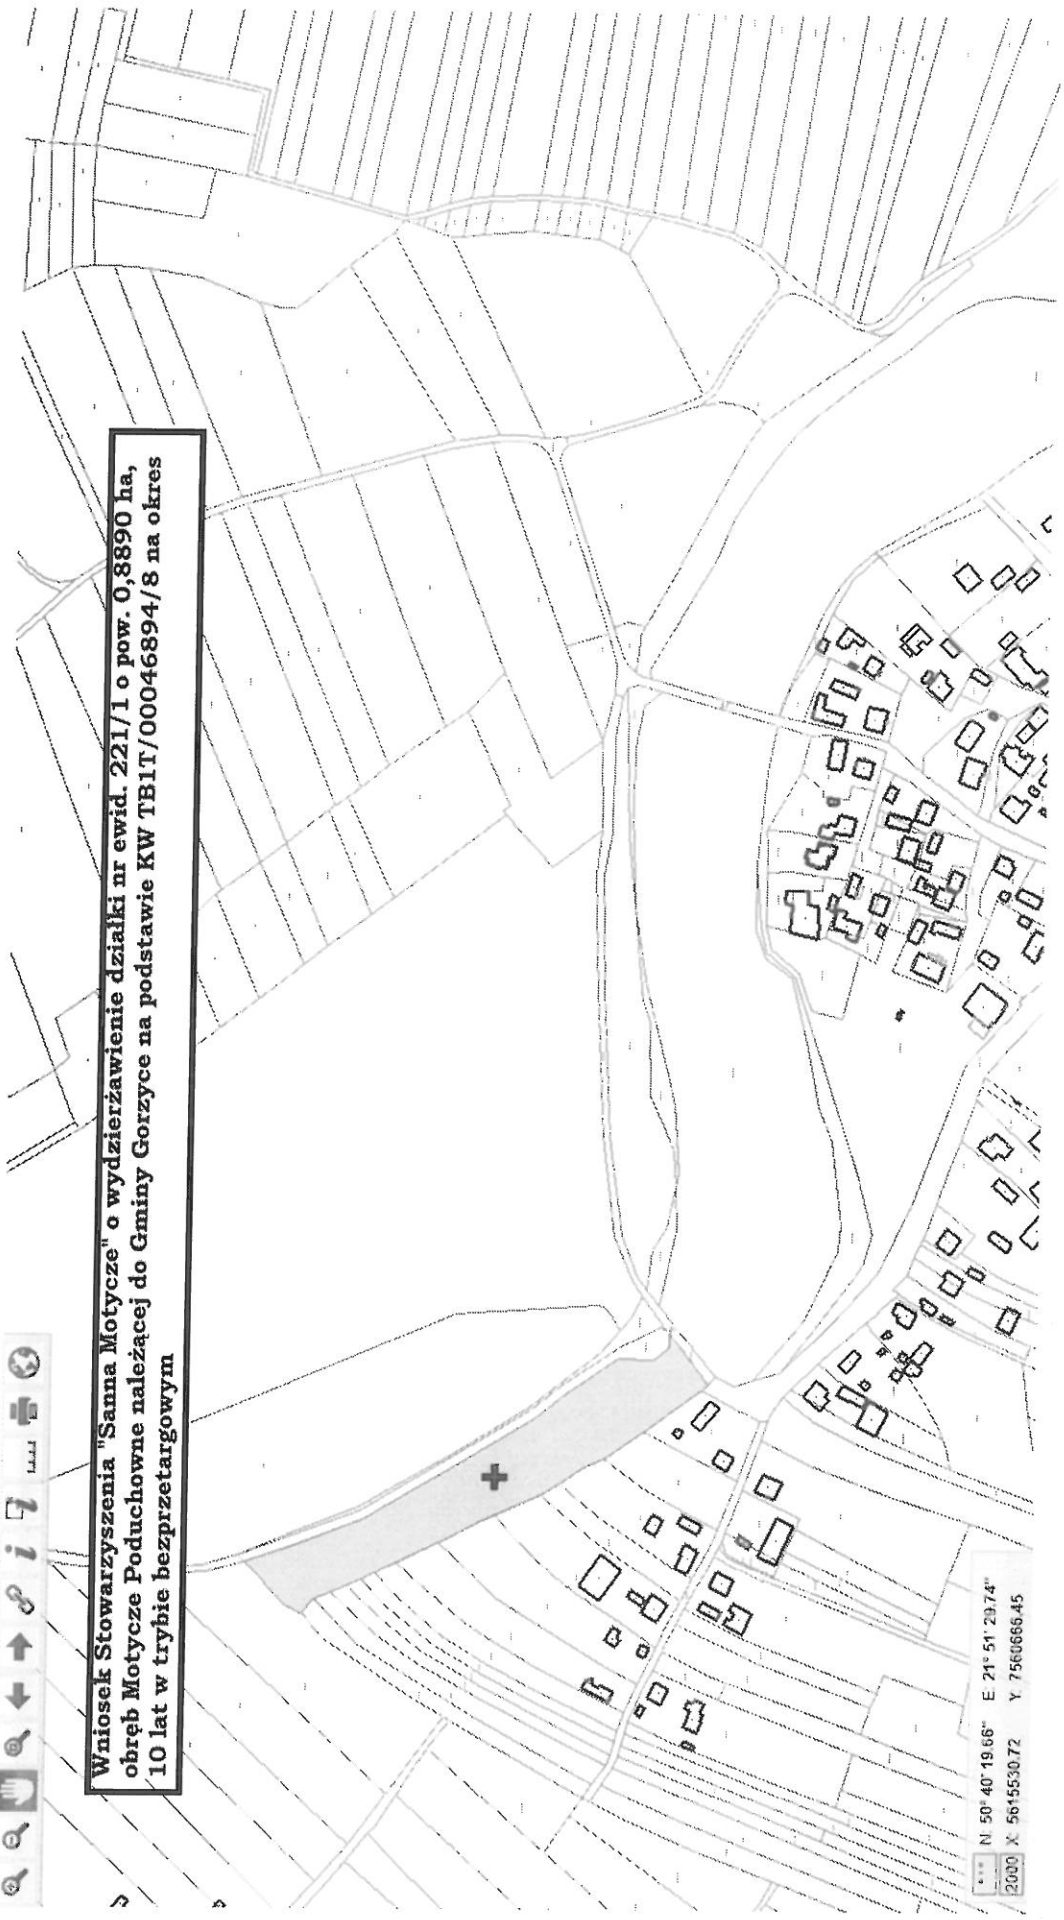 Wniosek Stowarzyszenia "Sanna Motycze" o wydzierżawienie działki nr ewid. 221/1 o pow. 0,8890 ha,
obręb Motycze Poduchowne należącej do Gminy Gorzyce na podstawie KW TB1T/00046894/8 na okres
10 lat w trybie bezprzetargowym
N: 50° 40' 19.66" E: 21° 51' 29.74"
2000 X: 5615530.72 Y: 7560666.45